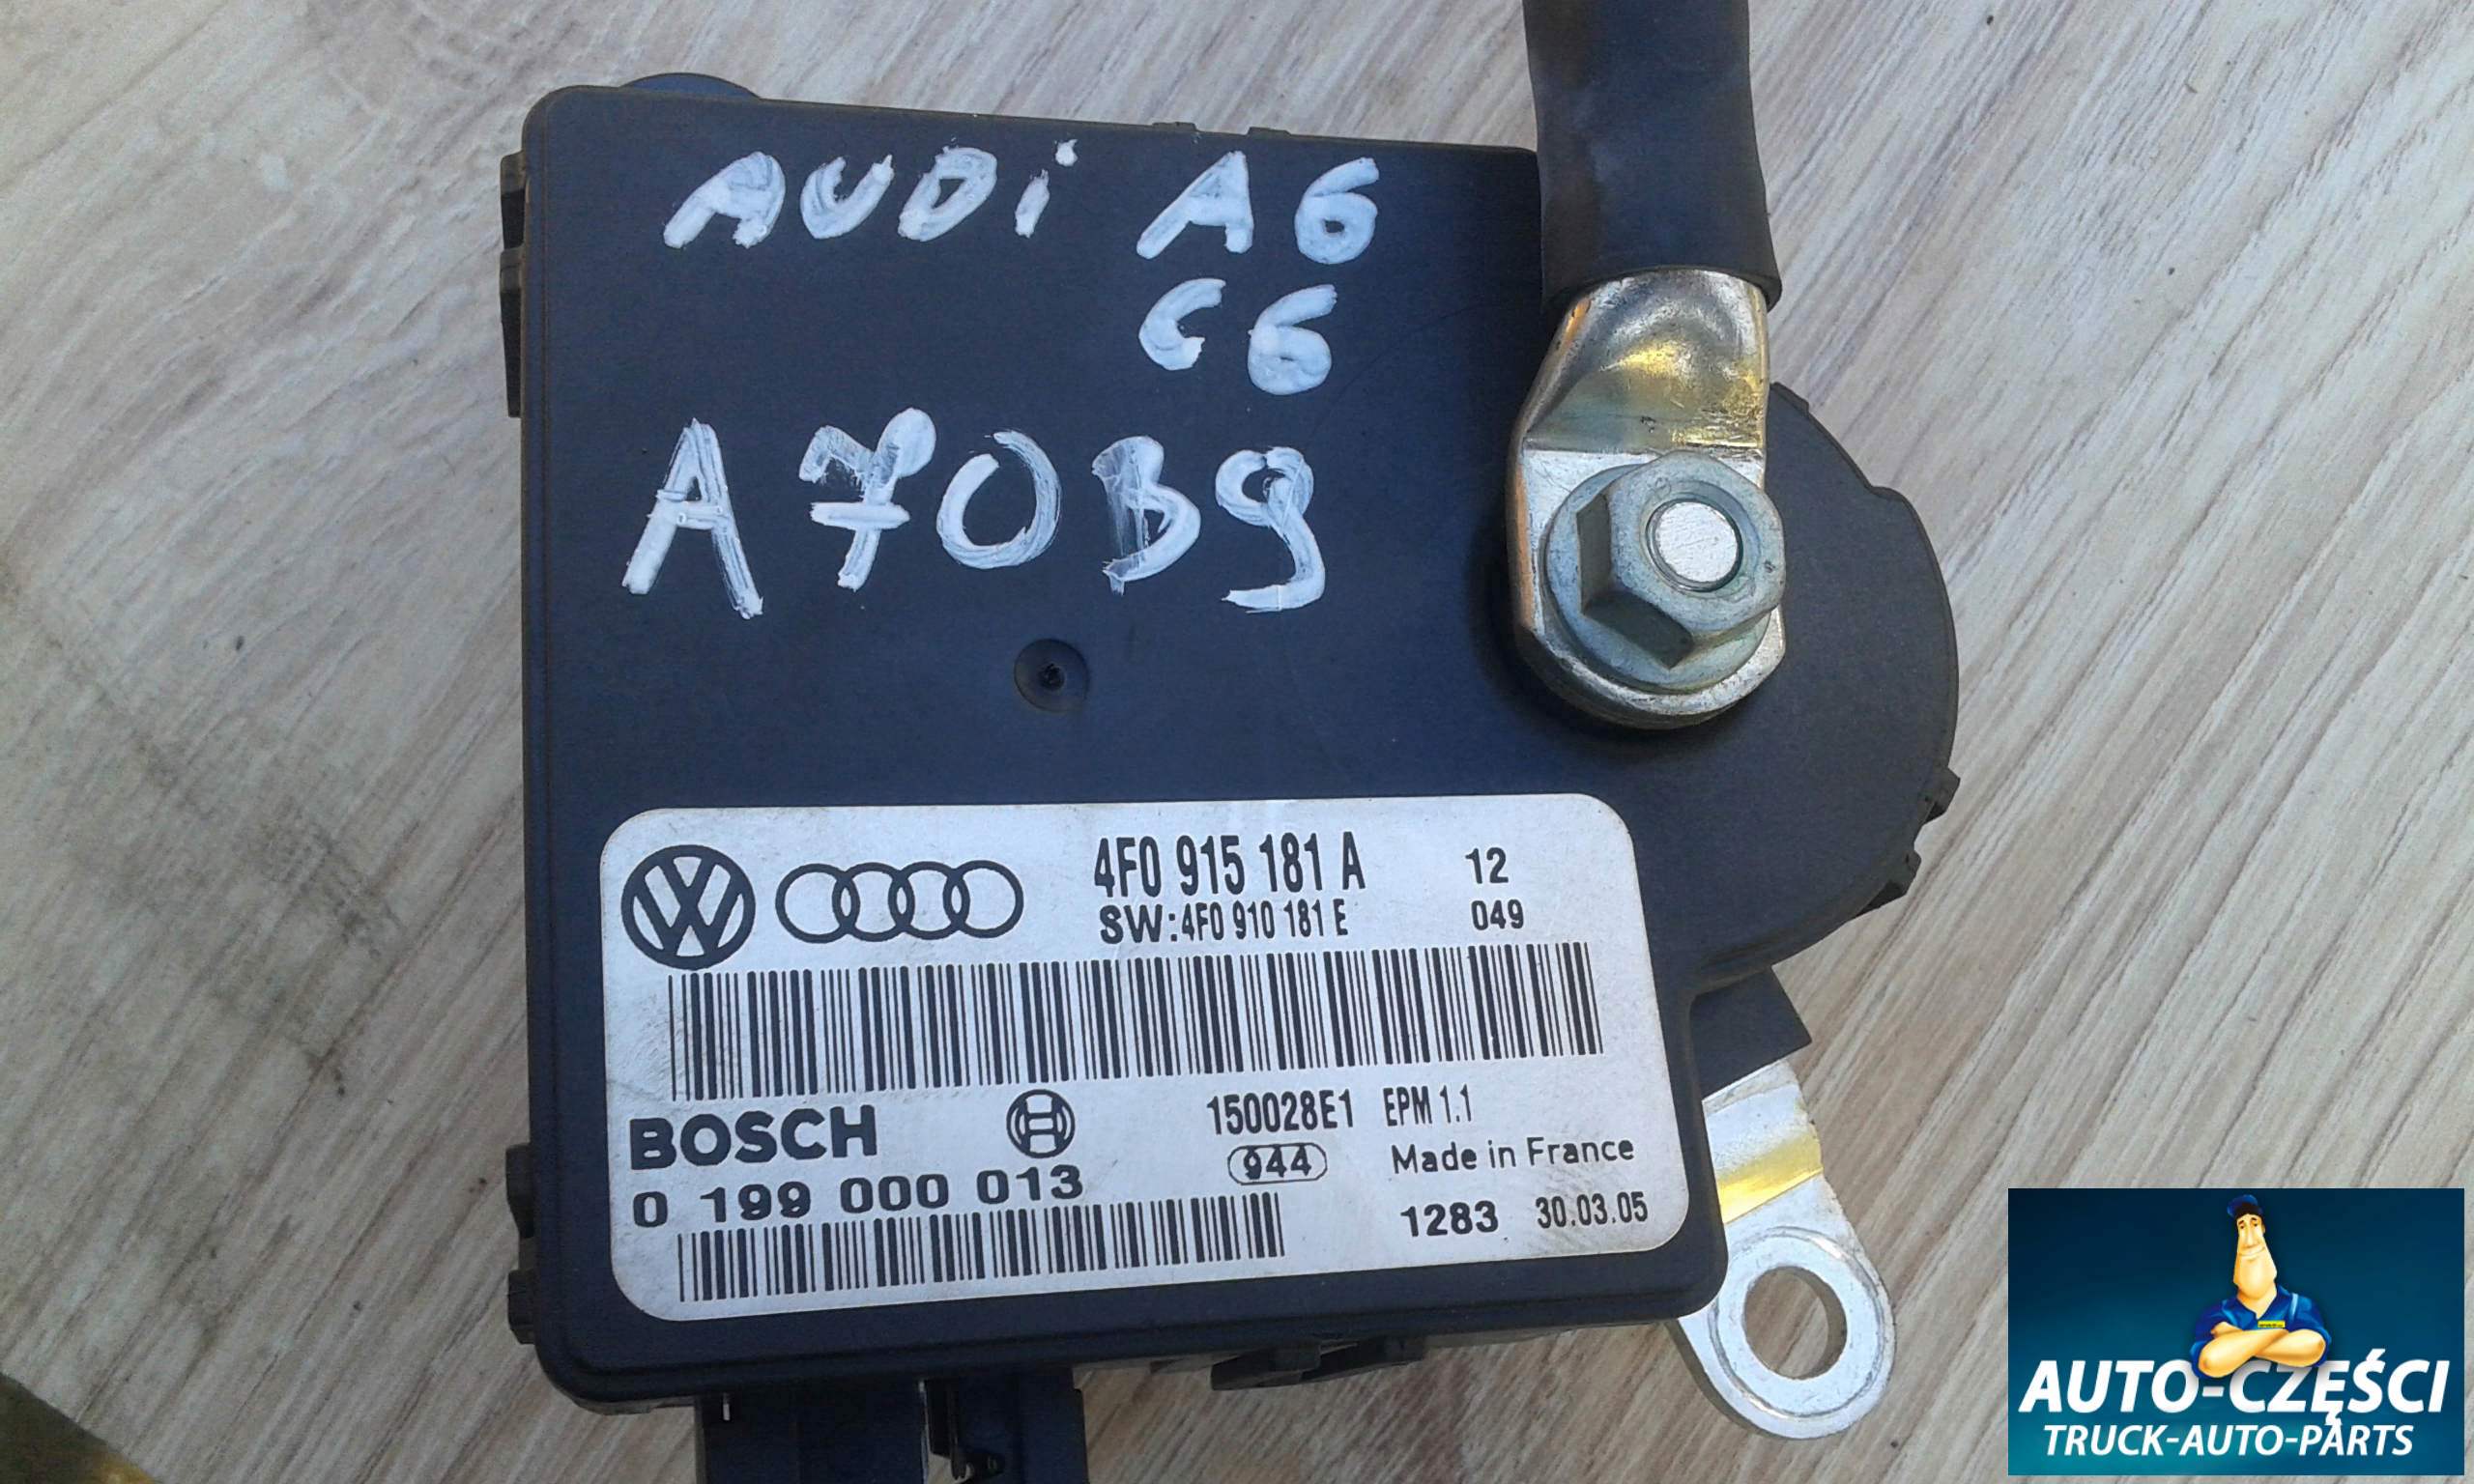 AUDi A6
C6
A70B9
4F0 915 181 A 12
SW:4F0 910 181 E 049
BOSCH 150028E1 EPM 1.1
944 Made in France
0 199 000 013
1283 30.03.05
AUTO-CZĘŚCI
TRUCK-AUTO-PARTS